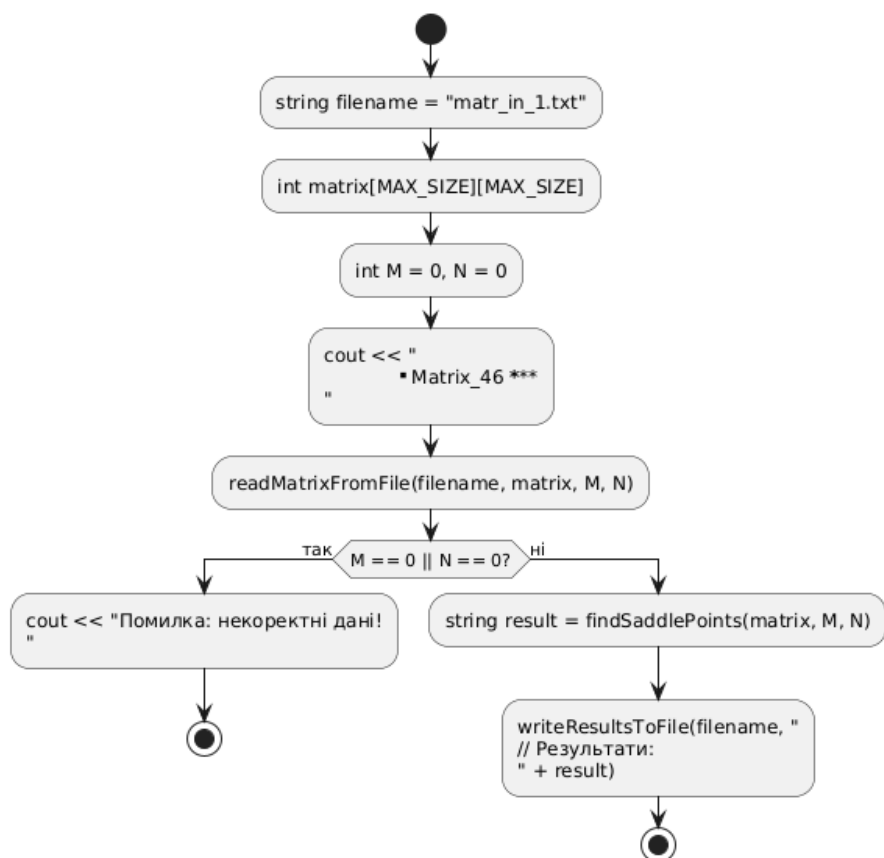 string filename = "matr_in_1.txt"
int matrix[MAX_SIZE][MAX_SIZE]
int M = 0, N = 0
cout << "
▪ Matrix_46 ***
"
readMatrixFromFile(filename, matrix, M, N)
так
M == 0 || N == 0?
ні
cout << "Помилка: некоректні дані!
"
string result = findSaddlePoints(matrix, M, N)
writeResultsToFile(filename, "
// Результати:
" + result)